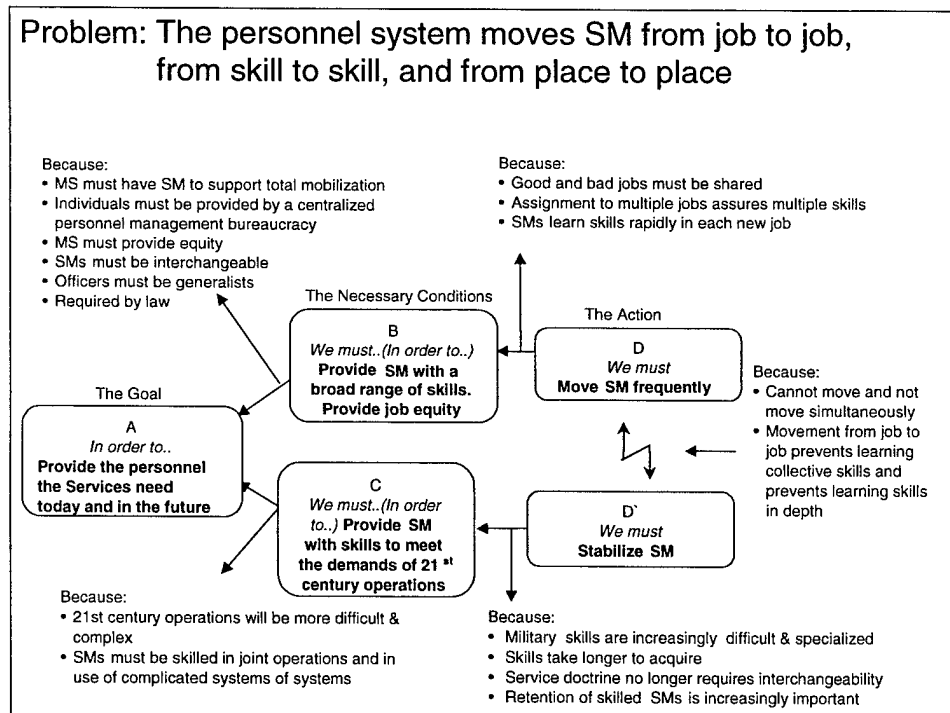 Problem: The personnel system moves SM from job to job,
from skill to skill, and from place to place
Because:
• MS must have SM to support total mobilization
• Individuals must be provided by a centralized
personnel management bureaucracy
• MS must provide equity
• SMs must be interchangeable
• Officers must be generalists
• Required by law
Because:
• Good and bad jobs must be shared
• Assignment to multiple jobs assures multiple skills
• SMs learn skills rapidly in each new job
The Necessary Conditions
B
We must..(In order to..)
Provide SM with a
broad range of skills.
Provide job equity
The Action
D
We must
Move SM frequently
Because:
• Cannot move and not
move simultaneously
• Movement from job to
job prevents learning
collective skills and
prevents learning skills
in depth
The Goal
A
In order to..
Provide the personnel
the Services need
today and in the future
C
We must..(In order
to..) Provide SM
with skills to meet
the demands of 21 st
century operations
D`
We must
Stabilize SM
Because:
• 21st century operations will be more difficult &
complex
• SMs must be skilled in joint operations and in
use of complicated systems of systems
Because:
• Military skills are increasingly difficult & specialized
• Skills take longer to acquire
• Service doctrine no longer requires interchangeability
• Retention of skilled SMs is increasingly important